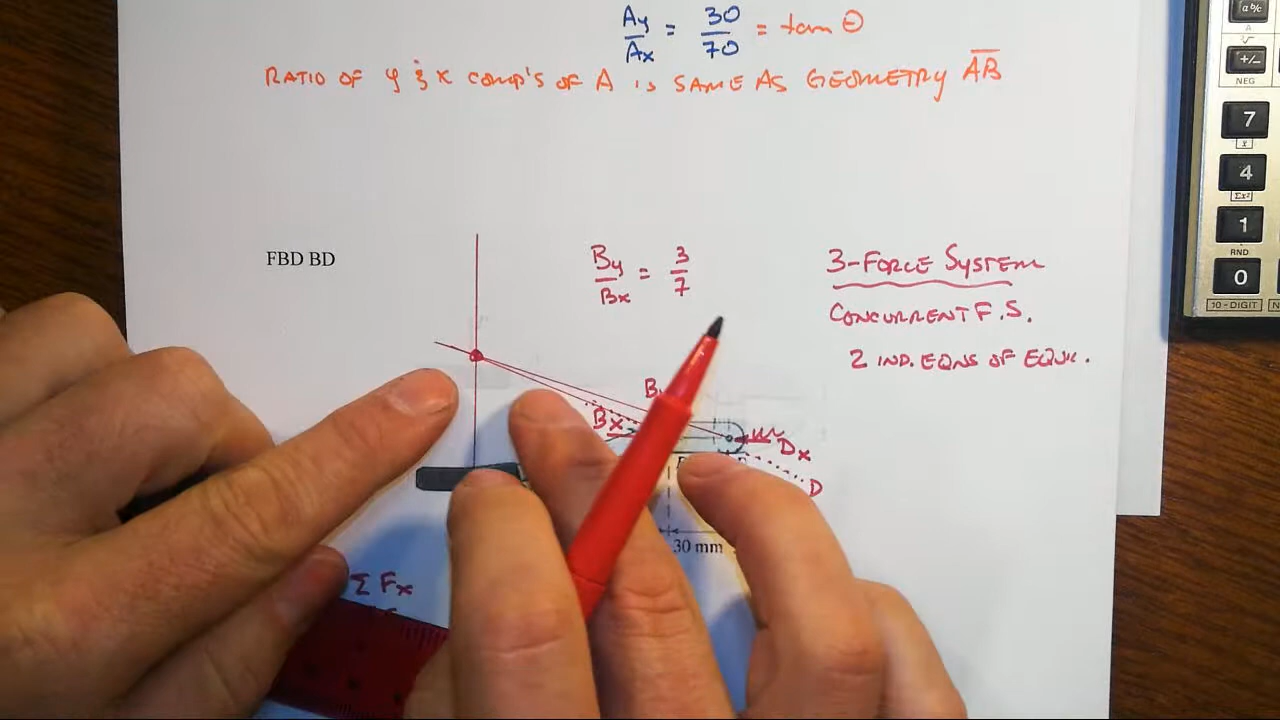 Ay/Ax = 30/70 = tan θ
RATIO OF y & x COMP'S OF A IS SAME AS GEOMETRY AB
FBD BD
By/Bx = 3/7
3-FORCE SYSTEM
CONCURRENT F.S.
2 IND. EQNS OF EQUIL.
Bx
Dx
D
30 mm
Σ Fx
a b/c
A
+/-
NEG
7
4
Σx²
1
RND
0
10-DIGIT